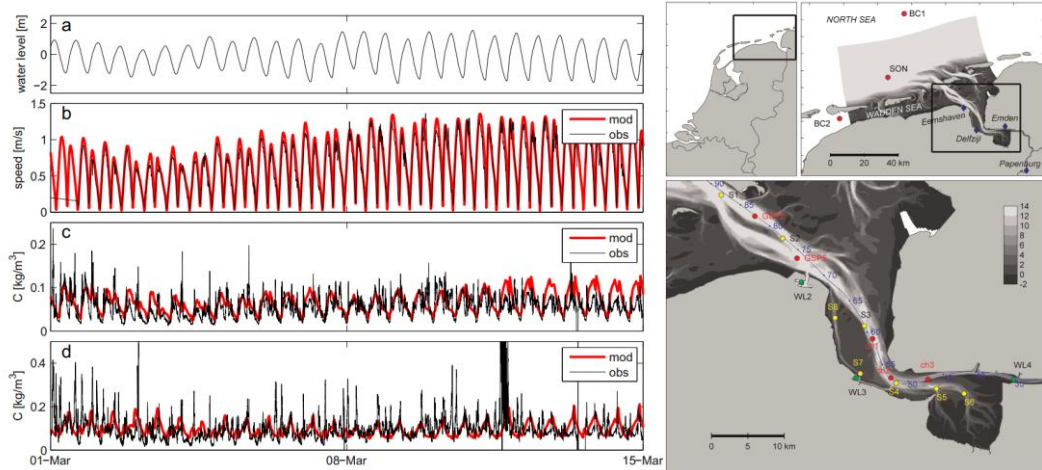 a
water level [m]
2
0
−2
b
speed [m/s]
1.5
1
0.5
0
mod
obs
c
C [kg/m³]
0.2
0.1
0
mod
obs
d
C [kg/m³]
0.4
0.2
0
mod
obs
01−Mar
08−Mar
15−Mar
NORTH SEA
BC1
SON
WADDEN SEA
BC2
Eemshaven
Emden
Delfzijl
Papenburg
0 20 40 km
90
S1
85
80
S2
75
GSP5
70
WL2
65
S8
S3
60
S7
WL3
ch3
S4
50
S5
S6
WL4
14
12
10
8
6
4
2
0
-2
0 5 10 km